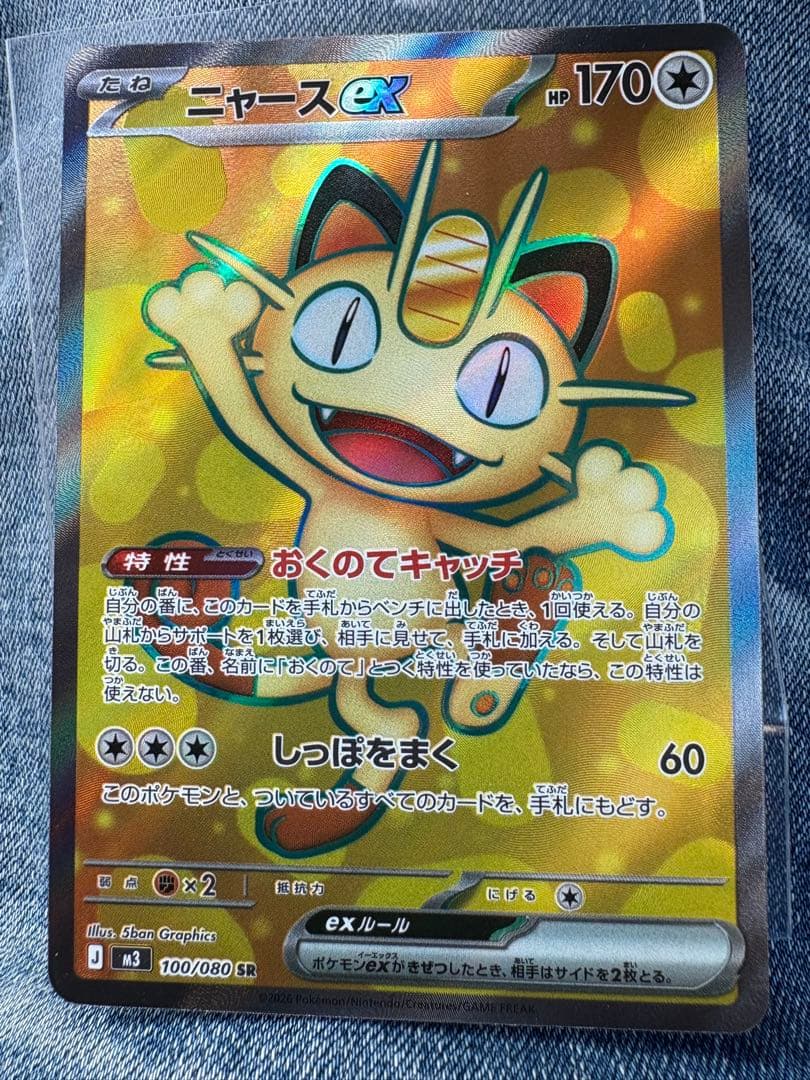 たね
ニャースex
HP 170
特性
とくせい
おくのてキャッチ
自分の番に、このカードを手札からベンチに出したとき、1回使える。自分の
山札からサポートを1枚選び、相手に見せて、手札に加える。そして山札を
切る。この番、名前に「おくのて」とつく特性を使っていたなら、この特性は
使えない。
しっぽをまく 60
このポケモンと、ついているすべてのカードを、手札にもどす。
弱点 ×2 抵抗力 にげる
Illus. 5ban Graphics
exルール
ポケモンexがきぜつしたとき、相手はサイドを2枚とる。
J M3 100/080 SR
©2026 Pokémon/Nintendo/Creatures/GAME FREAK